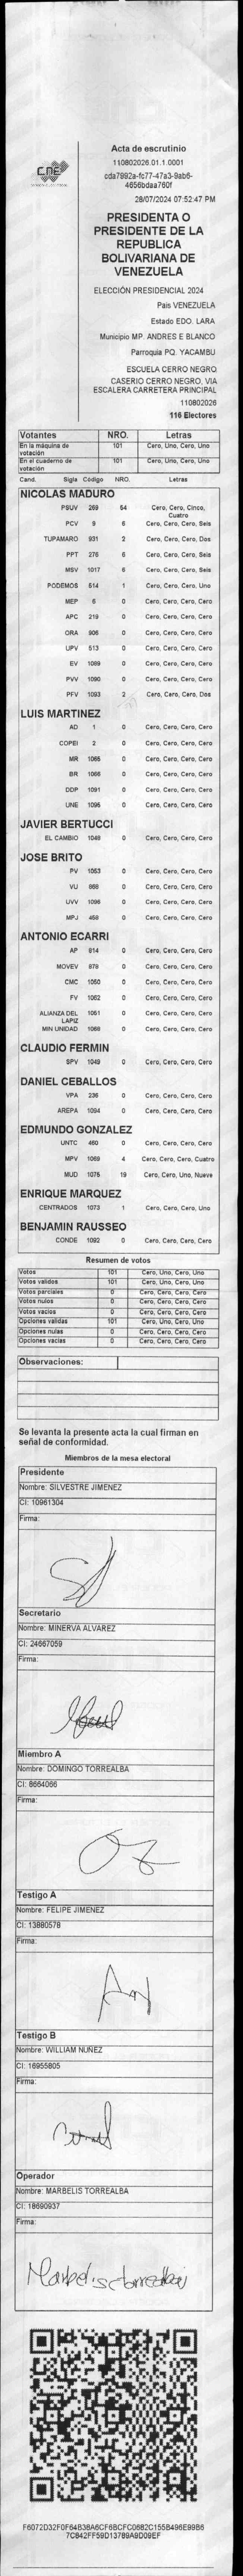 CNE
Acta de escrutinio
110802026.01.1.0001
cda7992a-fc77-47a3-9ab6-
4656bdaa760f
28/07/2024 07:52:47 PM
PRESIDENTA O
PRESIDENTE DE LA
REPUBLICA
BOLIVARIANA DE
VENEZUELA
ELECCIÓN PRESIDENCIAL 2024
Pais VENEZUELA
Estado EDO. LARA
Municipio MP. ANDRES E BLANCO
Parroquia PQ. YACAMBU
ESCUELA CERRO NEGRO
CASERIO CERRO NEGRO, VIA
ESCALERA CARRETERA PRINCIPAL
110802026
116 Electores
Votantes NRO. Letras
En la máquina de votación 101 Cero, Uno, Cero, Uno
En el cuaderno de votación 101 Cero, Uno, Cero, Uno
Cand. Sigla Código NRO. Letras
NICOLAS MADURO
PSUV 269 54 Cero, Cero, Cinco, Cuatro
PCV 9 6 Cero, Cero, Cero, Seis
TUPAMARO 931 2 Cero, Cero, Cero, Dos
PPT 276 6 Cero, Cero, Cero, Seis
MSV 1017 6 Cero, Cero, Cero, Seis
PODEMOS 514 1 Cero, Cero, Cero, Uno
MEP 5 0 Cero, Cero, Cero, Cero
APC 219 0 Cero, Cero, Cero, Cero
ORA 906 0 Cero, Cero, Cero, Cero
UPV 513 0 Cero, Cero, Cero, Cero
EV 1089 0 Cero, Cero, Cero, Cero
PVV 1090 0 Cero, Cero, Cero, Cero
PFV 1093 2 Cero, Cero, Cero, Dos
LUIS MARTINEZ
AD 1 0 Cero, Cero, Cero, Cero
COPEI 2 0 Cero, Cero, Cero, Cero
MR 1065 0 Cero, Cero, Cero, Cero
BR 1066 0 Cero, Cero, Cero, Cero
DDP 1091 0 Cero, Cero, Cero, Cero
UNE 1095 0 Cero, Cero, Cero, Cero
JAVIER BERTUCCI
EL CAMBIO 1048 0 Cero, Cero, Cero, Cero
JOSE BRITO
PV 1053 0 Cero, Cero, Cero, Cero
VU 868 0 Cero, Cero, Cero, Cero
UVV 1096 0 Cero, Cero, Cero, Cero
MPJ 458 0 Cero, Cero, Cero, Cero
ANTONIO ECARRI
AP 814 0 Cero, Cero, Cero, Cero
MOVEV 978 0 Cero, Cero, Cero, Cero
CMC 1050 0 Cero, Cero, Cero, Cero
FV 1062 0 Cero, Cero, Cero, Cero
ALIANZA DEL LAPIZ 1051 0 Cero, Cero, Cero, Cero
MIN UNIDAD 1068 0 Cero, Cero, Cero, Cero
CLAUDIO FERMIN
SPV 1049 0 Cero, Cero, Cero, Cero
DANIEL CEBALLOS
VPA 236 0 Cero, Cero, Cero, Cero
AREPA 1094 0 Cero, Cero, Cero, Cero
EDMUNDO GONZALEZ
UNTC 460 0 Cero, Cero, Cero, Cero
MPV 1069 4 Cero, Cero, Cero, Cuatro
MUD 1075 19 Cero, Cero, Uno, Nueve
ENRIQUE MARQUEZ
CENTRADOS 1073 1 Cero, Cero, Cero, Uno
BENJAMIN RAUSSEO
CONDE 1092 0 Cero, Cero, Cero, Cero
Resumen de votos
Votos 101 Cero, Uno, Cero, Uno
Votos validos 101 Cero, Uno, Cero, Uno
Votos parciales 0 Cero, Cero, Cero, Cero
Votos nulos 0 Cero, Cero, Cero, Cero
Votos vacios 0 Cero, Cero, Cero, Cero
Opciones validas 101 Cero, Uno, Cero, Uno
Opciones nulas 0 Cero, Cero, Cero, Cero
Opciones vacias 0 Cero, Cero, Cero, Cero
Observaciones:
Se levanta la presente acta la cual firman en
señal de conformidad.
Miembros de la mesa electoral
Presidente
Nombre: SILVESTRE JIMENEZ
CI: 10961304
Firma:
Secretario
Nombre: MINERVA ALVAREZ
CI: 24667059
Firma:
Miembro A
Nombre: DOMINGO TORREALBA
CI: 8664066
Firma:
Testigo A
Nombre: FELIPE JIMENEZ
CI: 13880578
Firma:
Testigo B
Nombre: WILLIAM NUÑEZ
CI: 16955805
Firma:
Operador
Nombre: MARBELIS TORREALBA
CI: 18690937
Firma:
F6072D32F0F64B38A6CF6BCFC0682C155B496E99B6
7C842FF59D13789A9D09EF